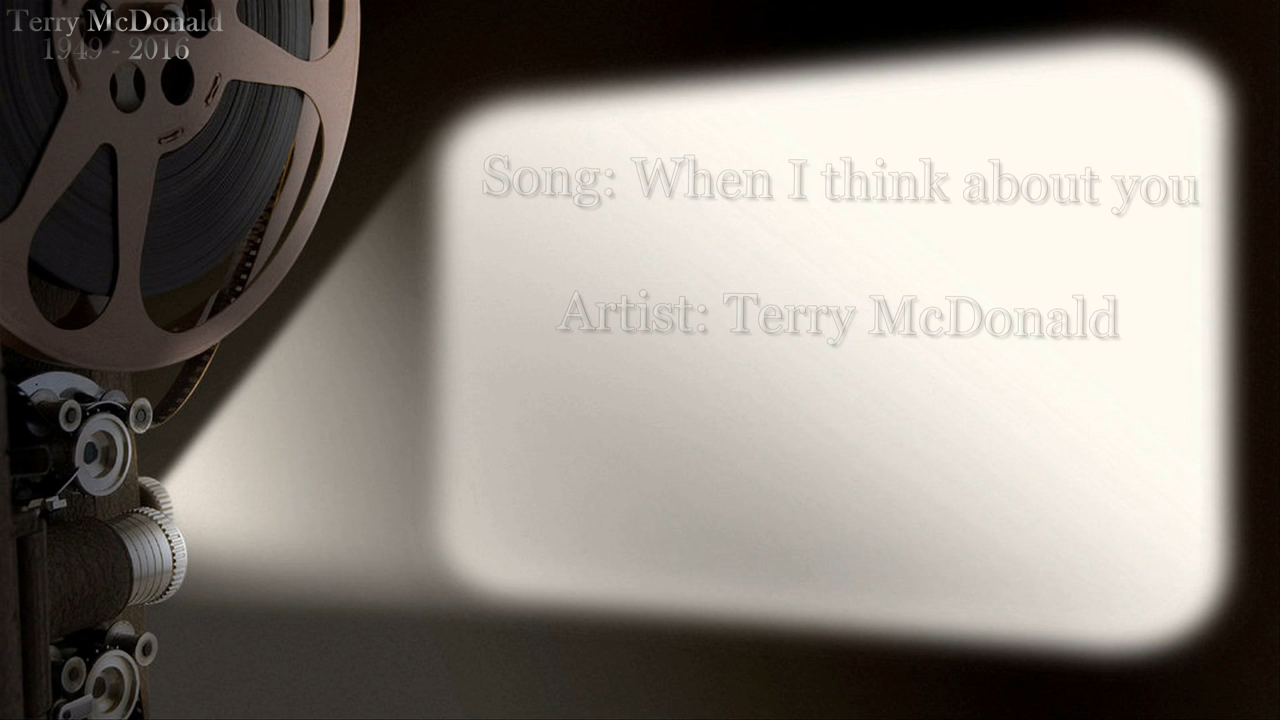 Terry McDonald
1949 - 2016
Song: When I think about you
Artist: Terry McDonald